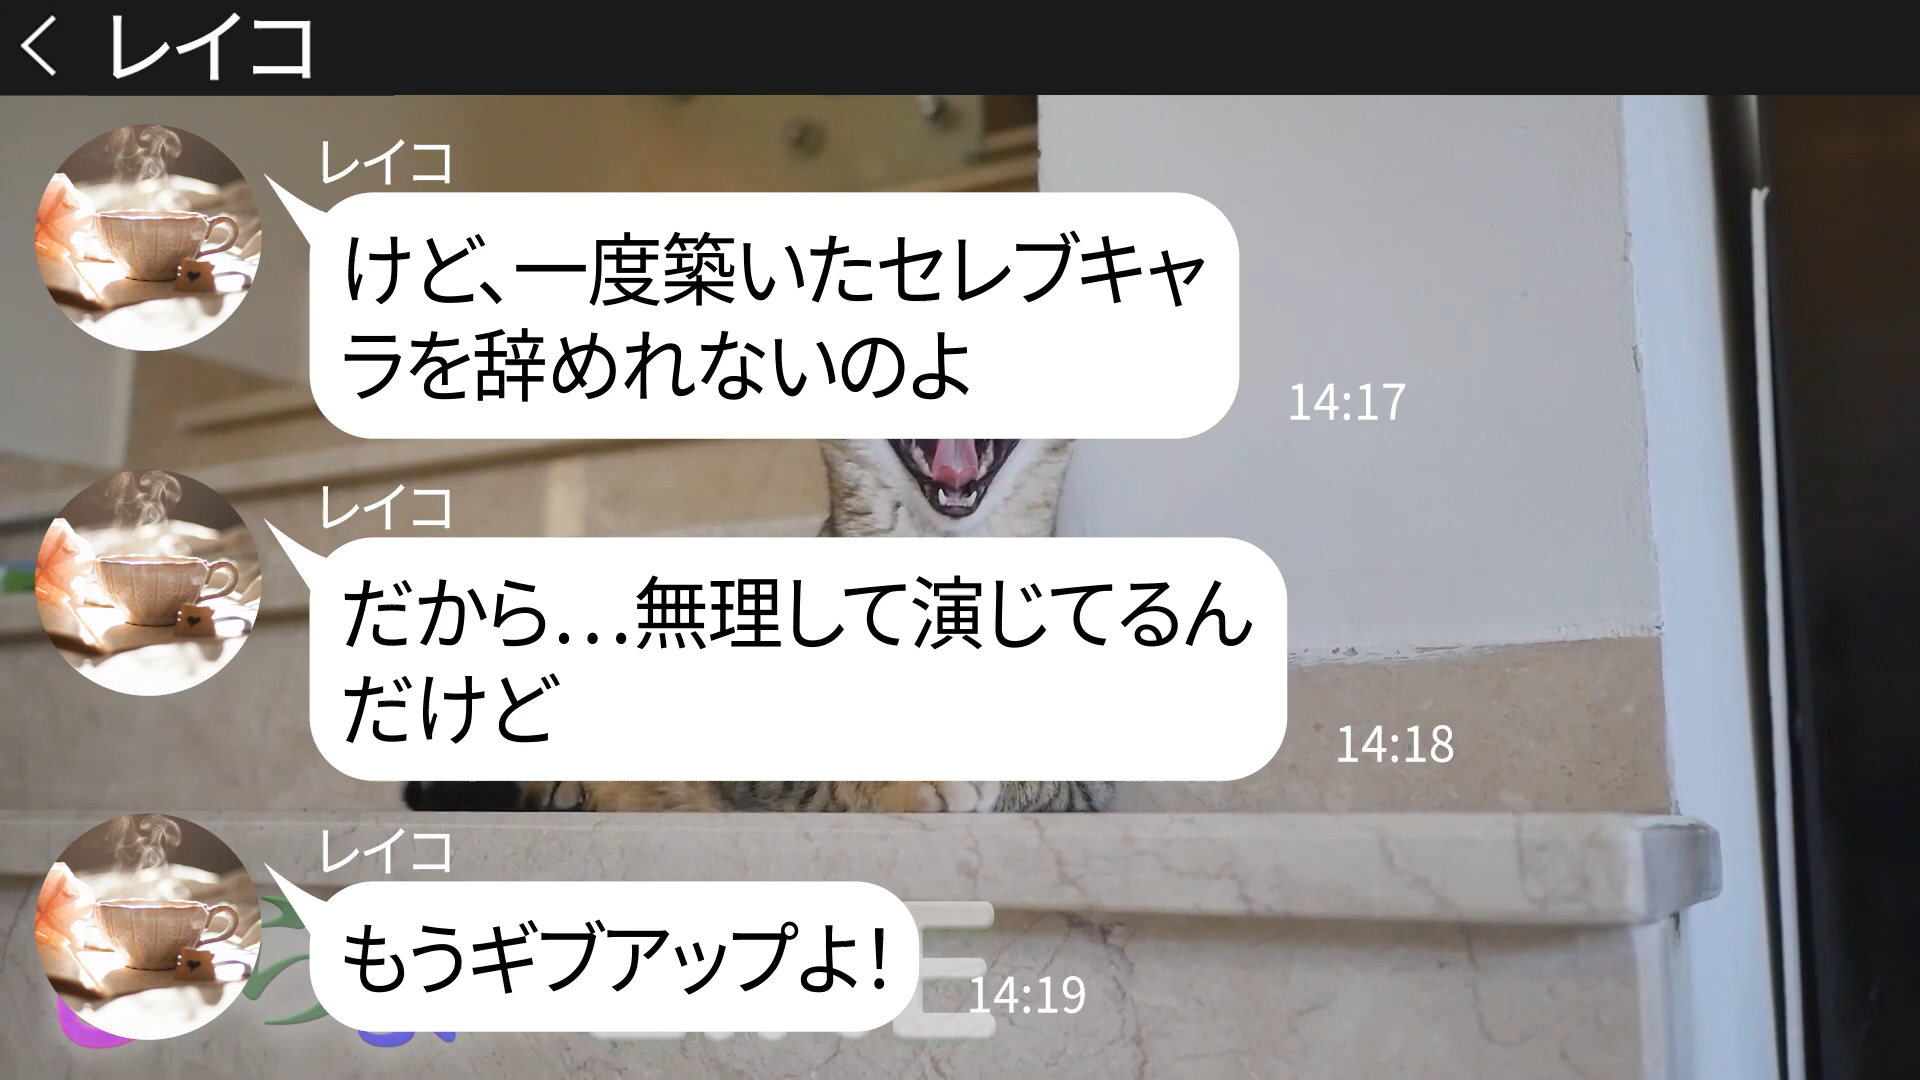 レイコ
レイコ
けど、一度築いたセレブキャ
ラを辞めれないのよ
14:17
レイコ
だから…無理して演じてるん
だけど
14:18
レイコ
もうギブアップよ！
14:19